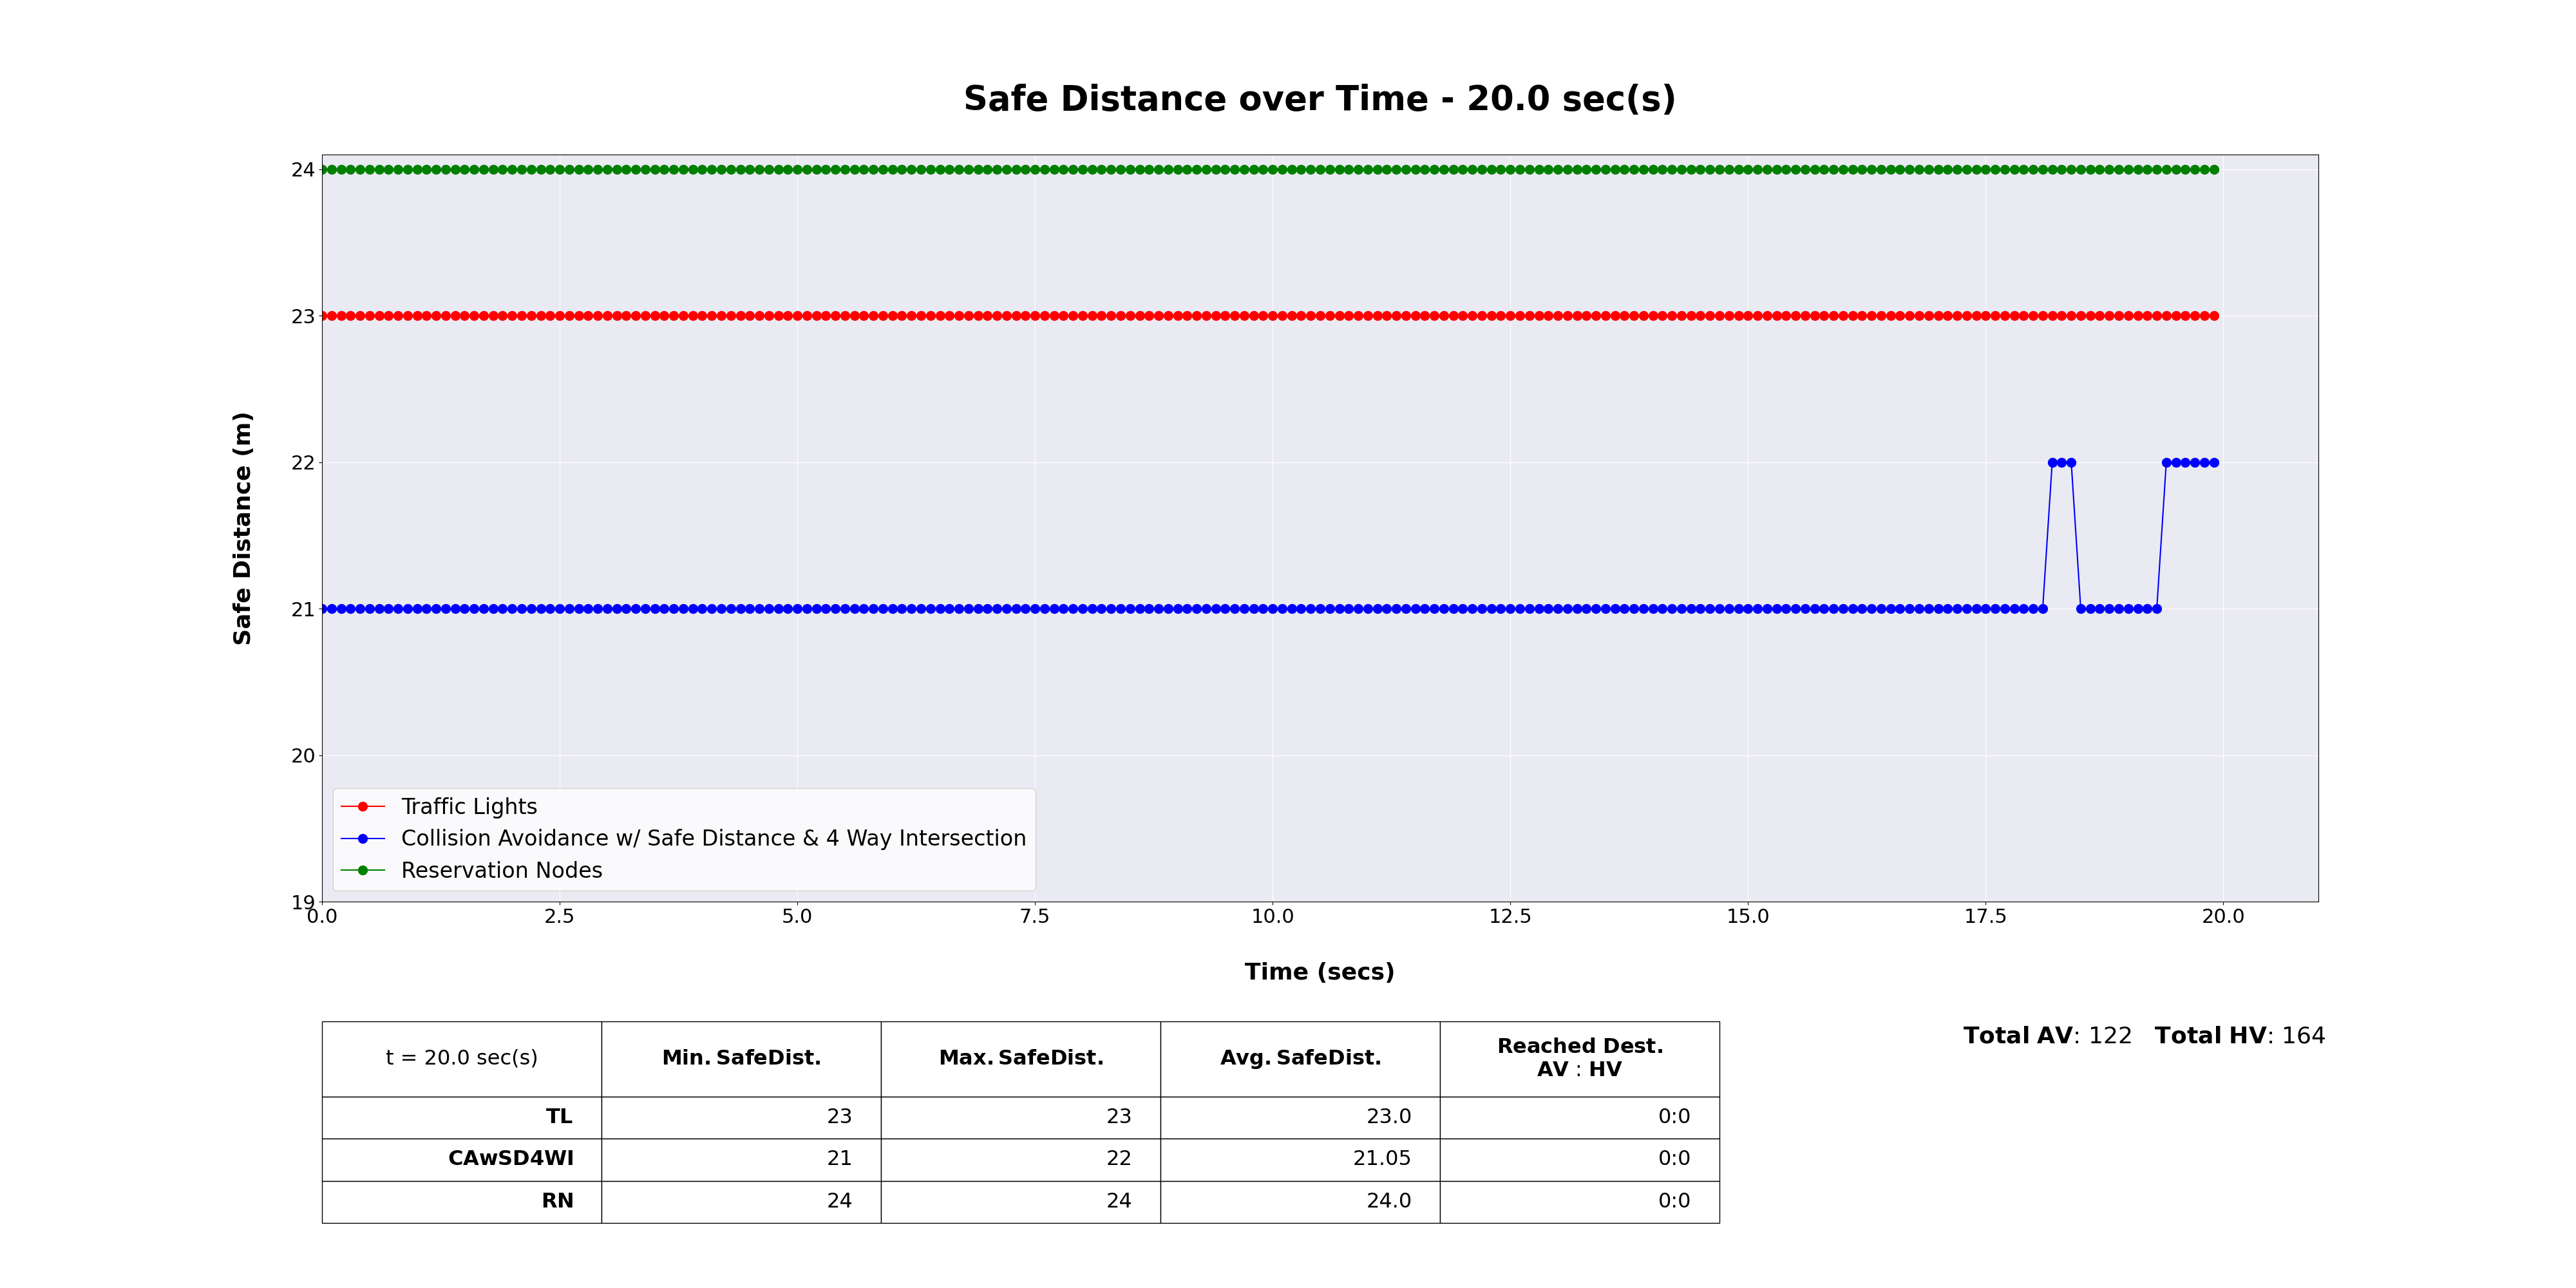 Safe Distance over Time - 20.0 sec(s)
24
23
22
21
20
19
Safe Distance (m)
Traffic Lights
Collision Avoidance w/ Safe Distance & 4 Way Intersection
Reservation Nodes
0.0 2.5 5.0 7.5 10.0 12.5 15.0 17.5 20.0
Time (secs)
t = 20.0 sec(s) Min. SafeDist. Max. SafeDist. Avg. SafeDist. Reached Dest.
AV : HV
TL 23 23 23.0 0:0
CAwSD4WI 21 22 21.05 0:0
RN 24 24 24.0 0:0
Total AV: 122 Total HV: 164